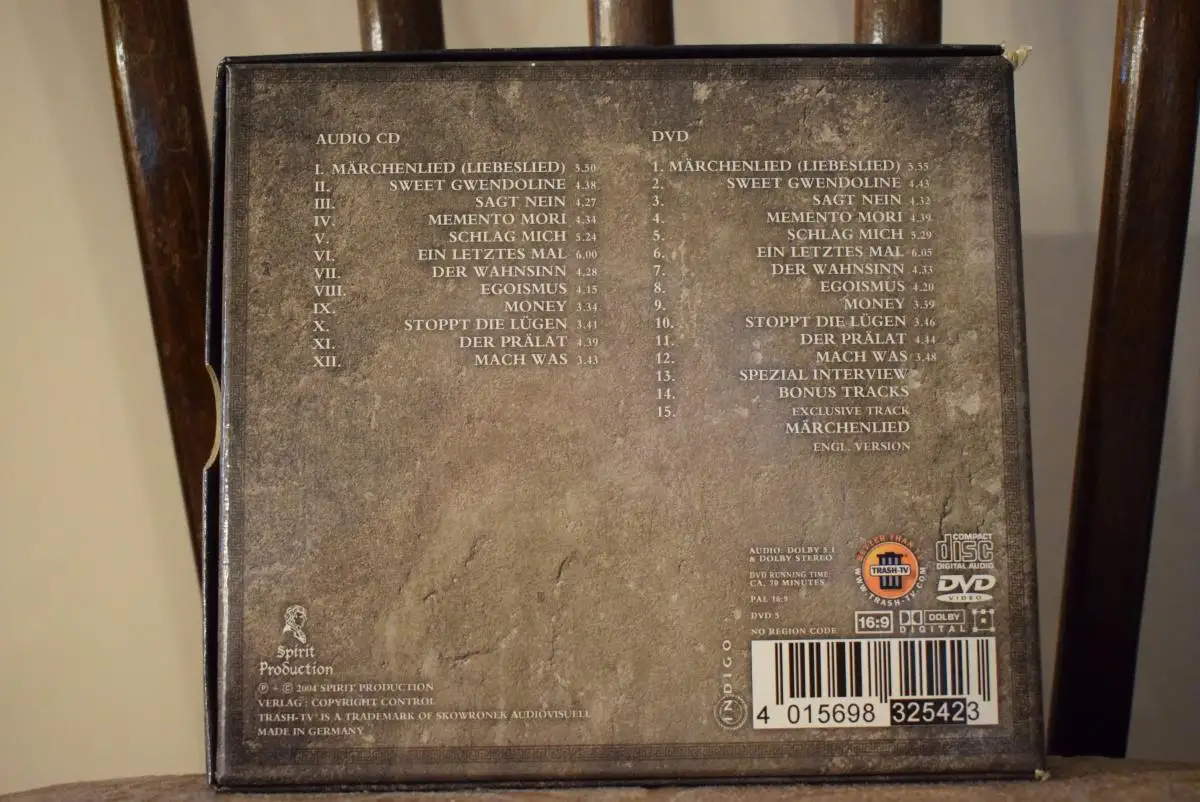 AUDIO CD
I. MÄRCHENLIED (LIEBESLIED) 3.50
II. SWEET GWENDOLINE 4.38
III. SAGT NEIN 4.27
IV. MEMENTO MORI 4.34
V. SCHLAG MICH 5.24
VI. EIN LETZTES MAL 6.00
VII. DER WAHNSINN 4.28
VIII. EGOISMUS 4.15
IX. MONEY 3.34
X. STOPPT DIE LÜGEN 3.41
XI. DER PRÄLAT 4.39
XII. MACH WAS 3.43
DVD
1. MÄRCHENLIED (LIEBESLIED) 3.55
2. SWEET GWENDOLINE 4.43
3. SAGT NEIN 4.32
4. MEMENTO MORI 4.39
5. SCHLAG MICH 5.29
6. EIN LETZTES MAL 6.05
7. DER WAHNSINN 4.33
8. EGOISMUS 4.20
9. MONEY 3.39
10. STOPPT DIE LÜGEN 3.46
11. DER PRÄLAT 4.44
12. MACH WAS 3.48
13. SPEZIAL INTERVIEW
14. BONUS TRACKS
15. EXCLUSIVE TRACK
MÄRCHENLIED
ENGL. VERSION
Spirit
Production
℗ + © 2004 SPIRIT PRODUCTION
VERLAG: COPYRIGHT CONTROL
TRASH-TV IS A TRADEMARK OF SKOWRONEK AUDIOVISUELL
MADE IN GERMANY
AUDIO: DOLBY 5.1
& DOLBY STEREO
DVD RUNNING TIME:
CA. 70 MINUTES
PAL 16:9
DVD 5
NO REGION CODE
BETTER THAN
TRASH-TV
WWW.TRASH-TV.COM
COMPACT
disc
DIGITAL AUDIO
DVD
VIDEO
16:9
DOLBY
DIGITAL
INDIGO
4 015698 325423